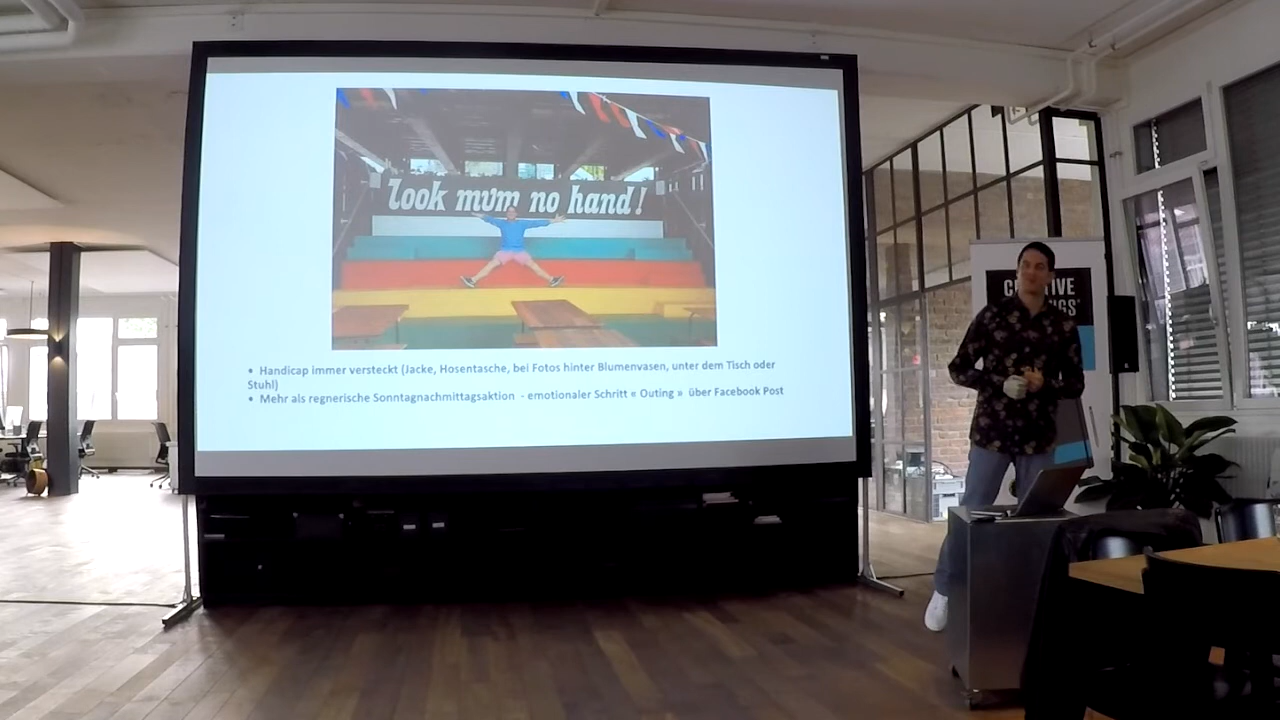 look mum no hand!
• Handicap immer versteckt (Jacke, Hosentasche, bei Fotos hinter Blumenvasen, unter dem Tisch oder
Stuhl)
• Mehr als regnerische Sonntagnachmittagsaktion - emotionaler Schritt « Outing » über Facebook Post